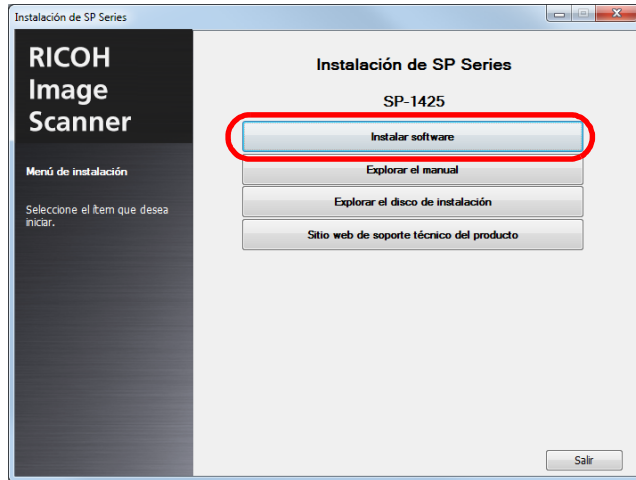 Instalación de SP Series
RICOH
Image
Scanner
Menú de instalación
Seleccione el ítem que desea
iniciar.
Instalación de SP Series
SP-1425
Instalar software
Explorar el manual
Explorar el disco de instalación
Sitio web de soporte técnico del producto
Salir